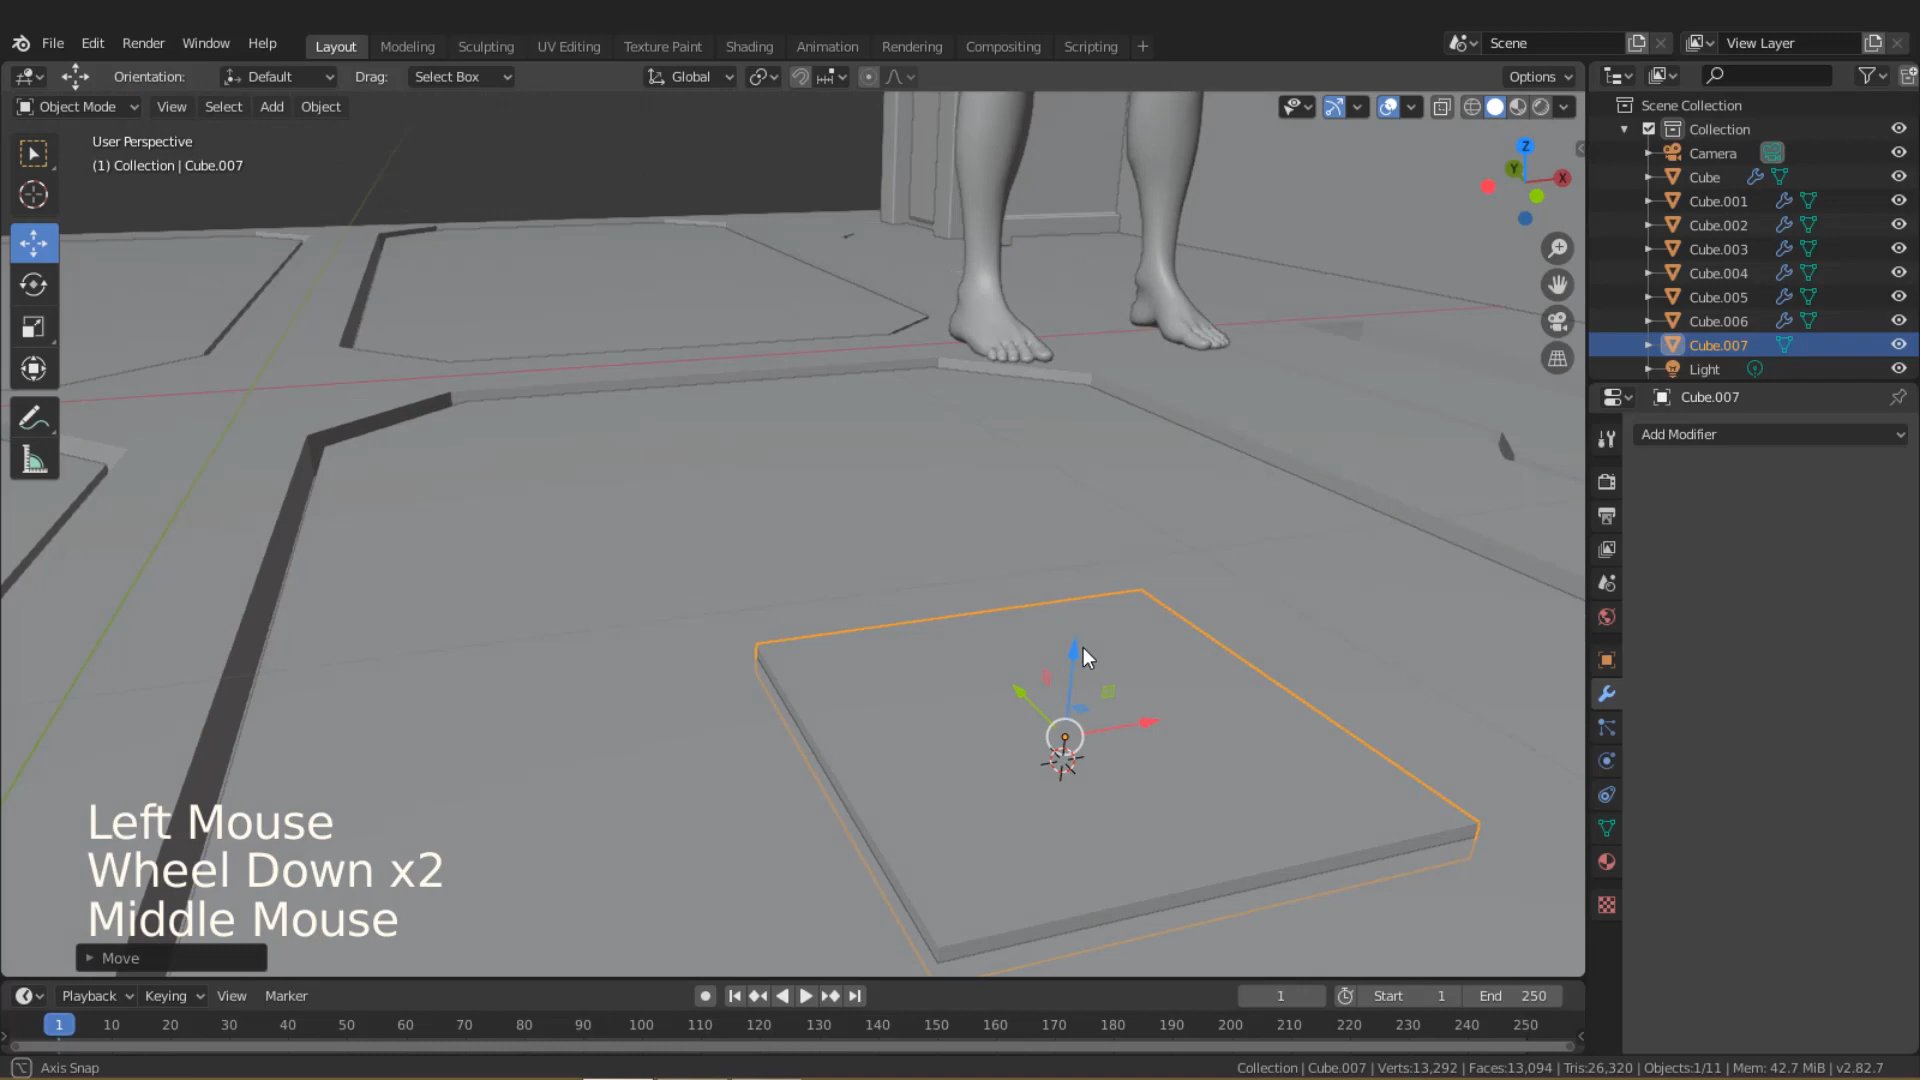 File Edit Render Window Help Layout Modeling Sculpting UV Editing Texture Paint Shading Animation Rendering Compositing Scripting + Scene View Layer
Orientation: Default Drag: Select Box Global Options
Object Mode View Select Add Object
User Perspective
(1) Collection | Cube.007
Z
Y
X
Scene Collection
Collection
Camera
Cube
Cube.001
Cube.002
Cube.003
Cube.004
Cube.005
Cube.006
Cube.007
Light
Cube.007
Add Modifier
Left Mouse
Wheel Down x2
Middle Mouse
Move
Playback Keying View Marker 1 Start 1 End 250
1 10 20 30 40 50 60 70 80 90 100 110 120 130 140 150 160 170 180 190 200 210 220 230 240 250
Axis Snap Collection | Cube.007 | Verts:13,292 | Faces:13,094 | Tris:26,320 | Objects:1/11 | Mem: 42.7 MiB | v2.82.7